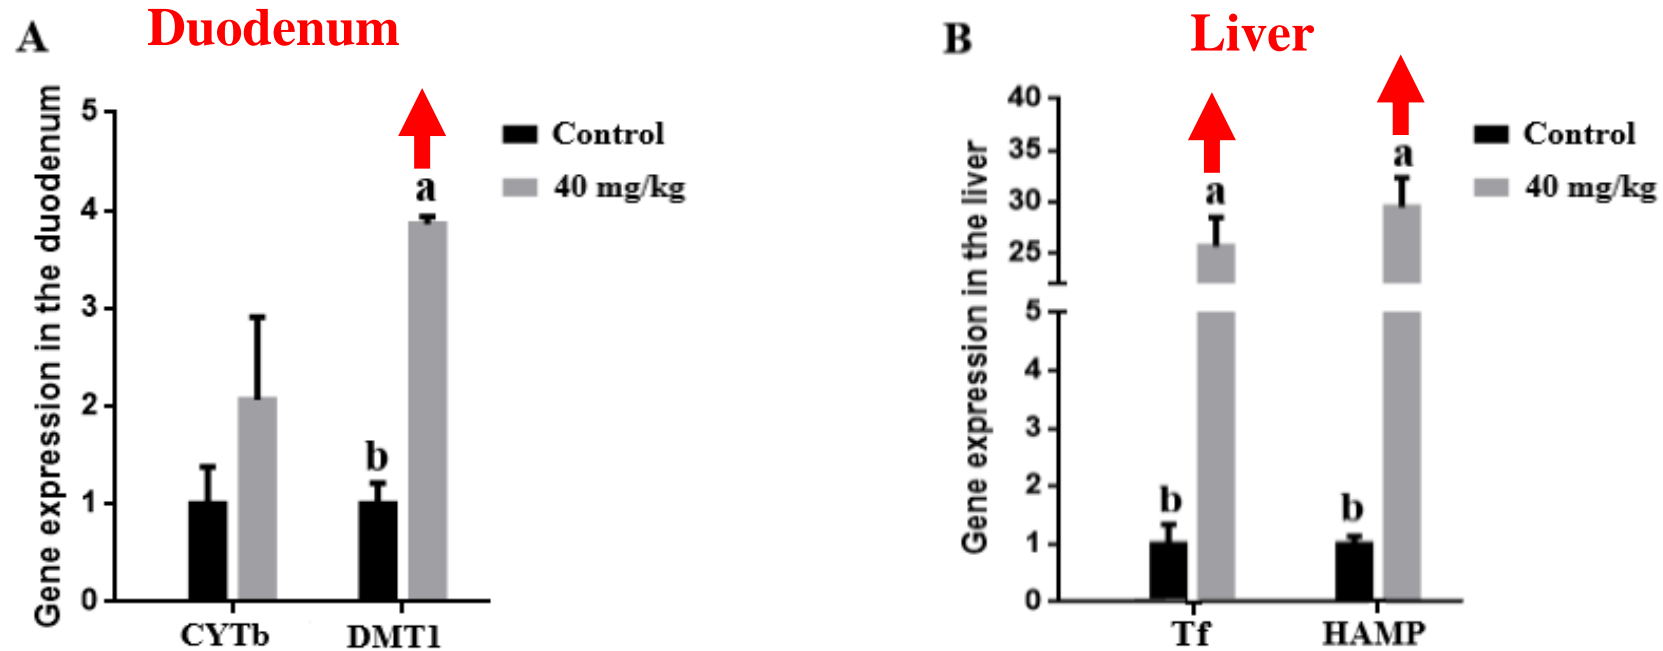 A
Duodenum
Gene expression in the duodenum
5
4
3
2
1
0
a
b
CYTb
DMT1
Control
40 mg/kg
B
Liver
Gene expression in the liver
40
35
30
25
5
4
3
2
1
0
a
a
b
b
Tf
HAMP
Control
40 mg/kg